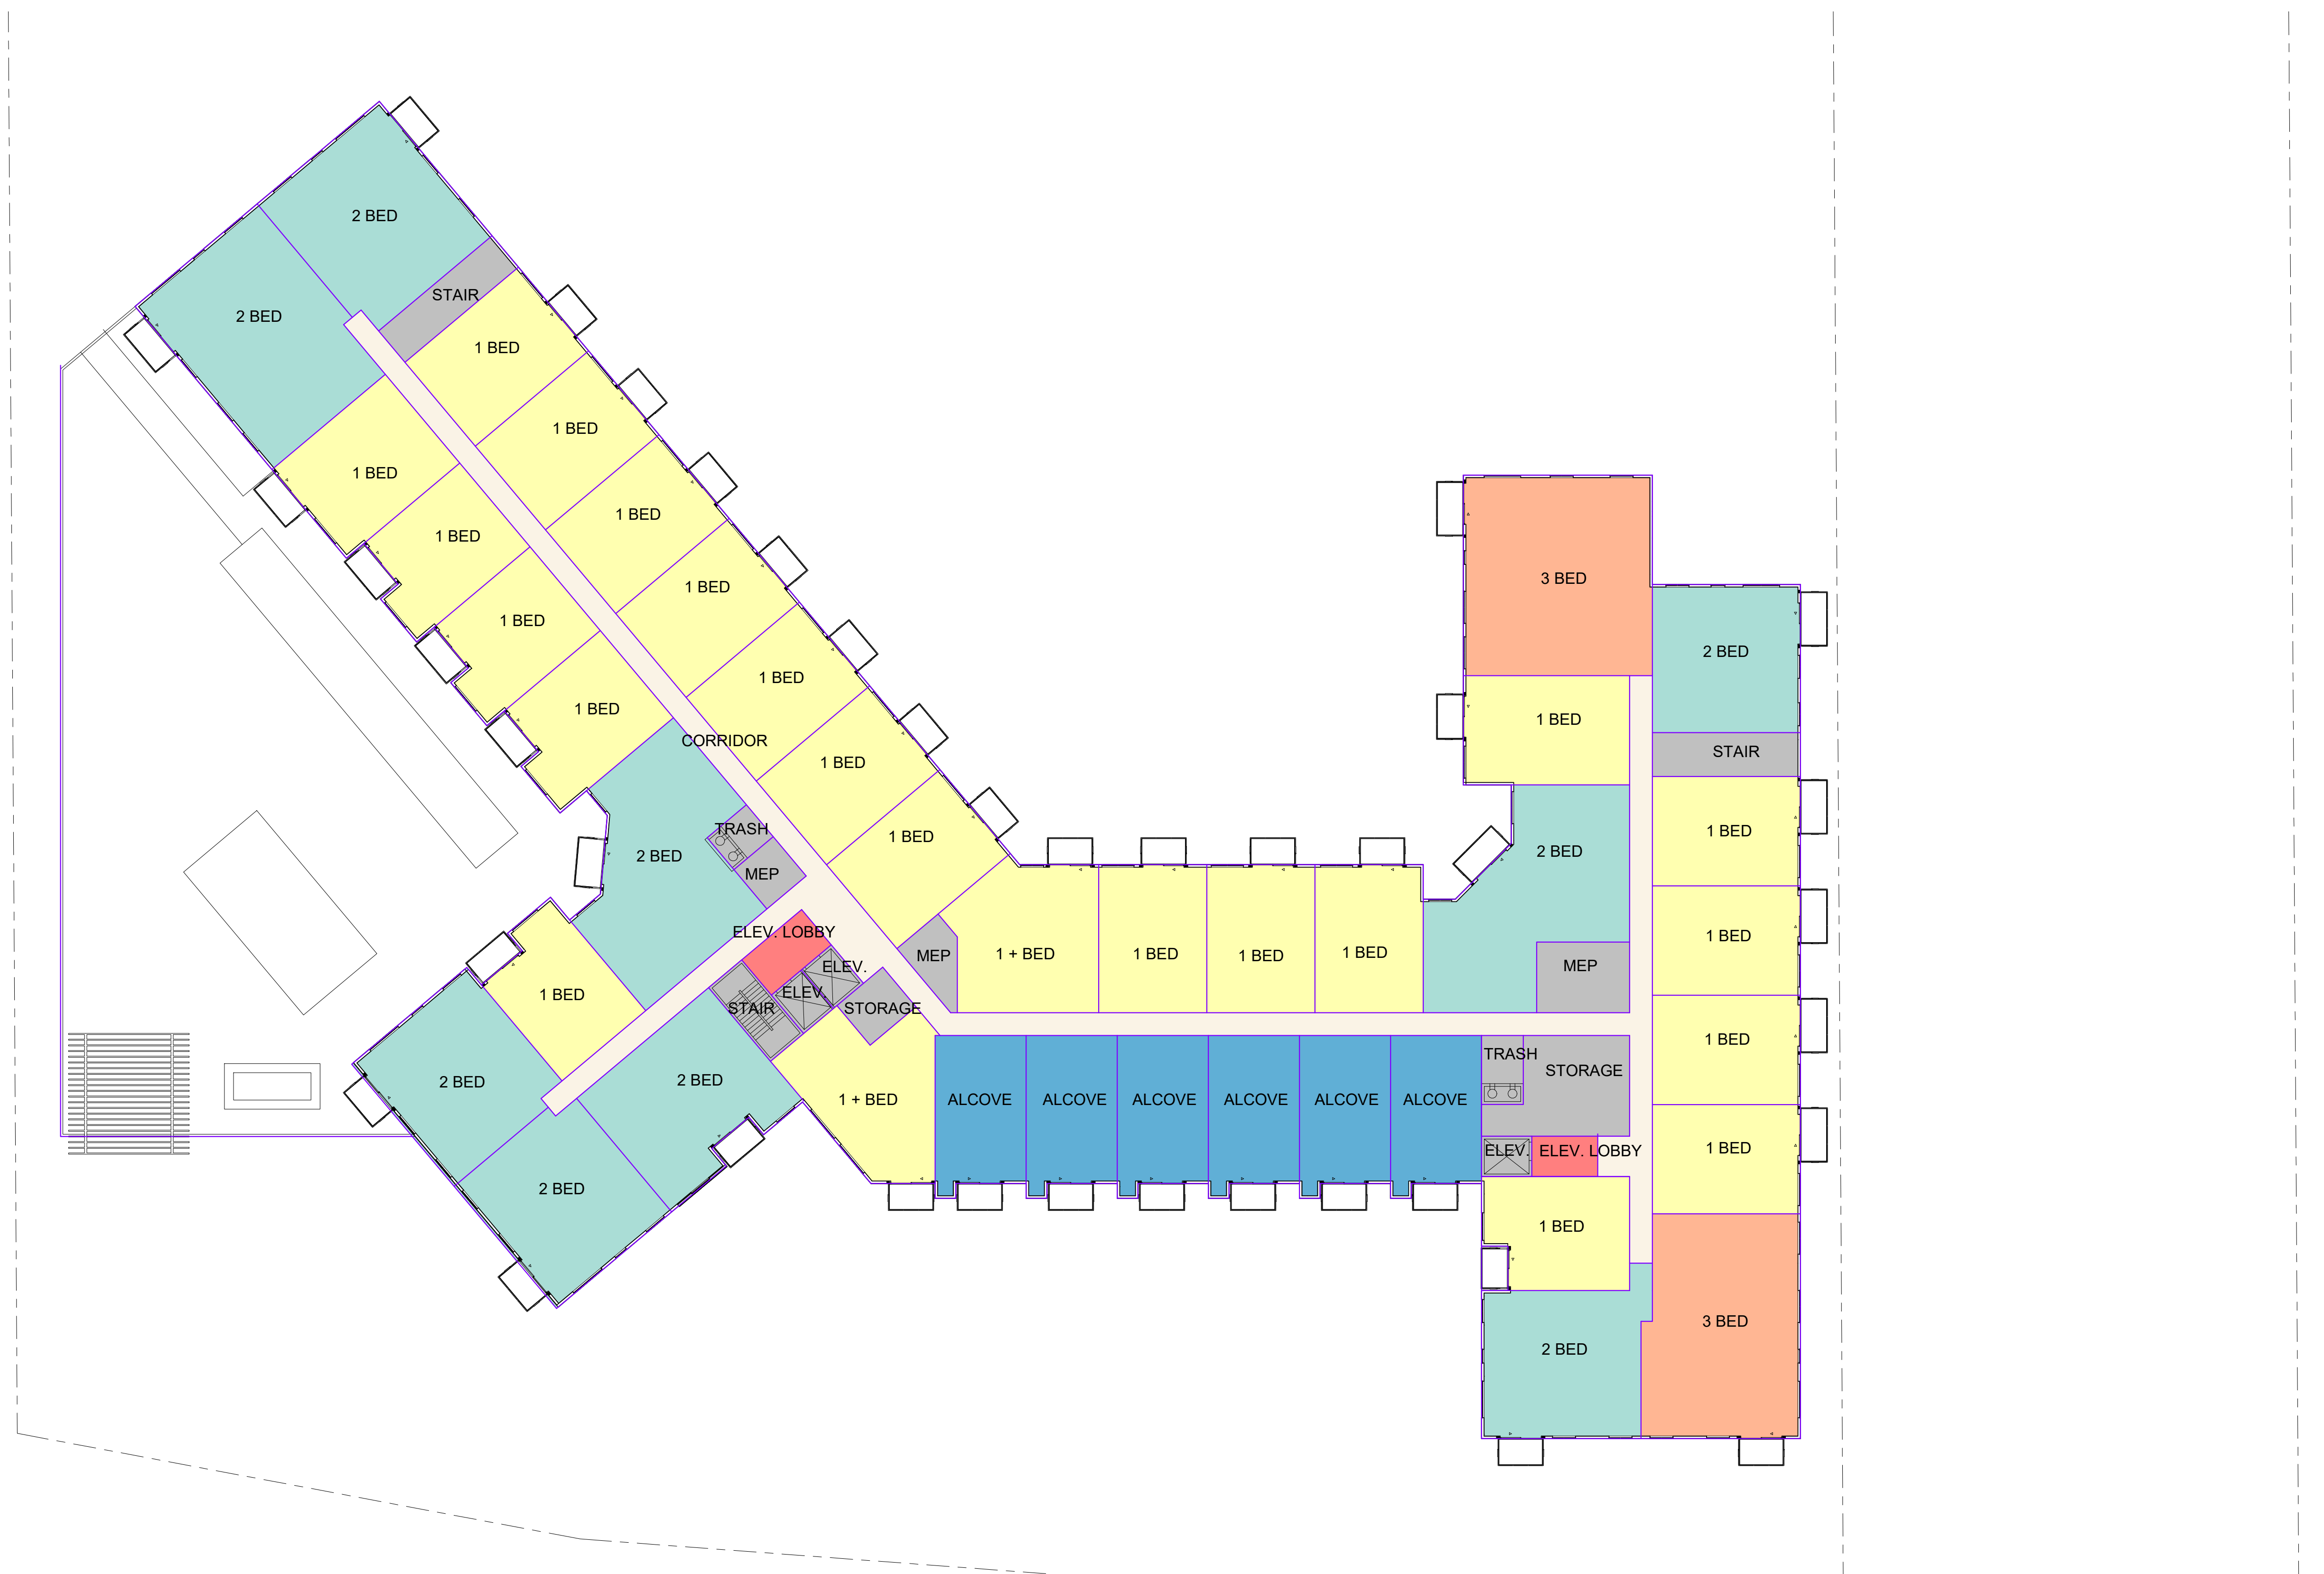 2 BED
STAIR
2 BED
1 BED
1 BED
1 BED
1 BED
1 BED
3 BED
1 BED
1 BED
2 BED
1 BED
1 BED
1 BED
CORRIDOR
STAIR
1 BED
TRASH
1 BED
1 BED
2 BED
2 BED
MEP
ELEV. LOBBY
1 BED
1 BED
MEP
1 + BED
1 BED
1 BED
1 BED
MEP
ELEV.
ELEV.
1 BED
STAIR
STORAGE
1 BED
TRASH
STORAGE
2 BED
2 BED
1 + BED
ALCOVE
ALCOVE
ALCOVE
ALCOVE
ALCOVE
ALCOVE
ELEV.
ELEV. LOBBY
1 BED
2 BED
1 BED
3 BED
2 BED